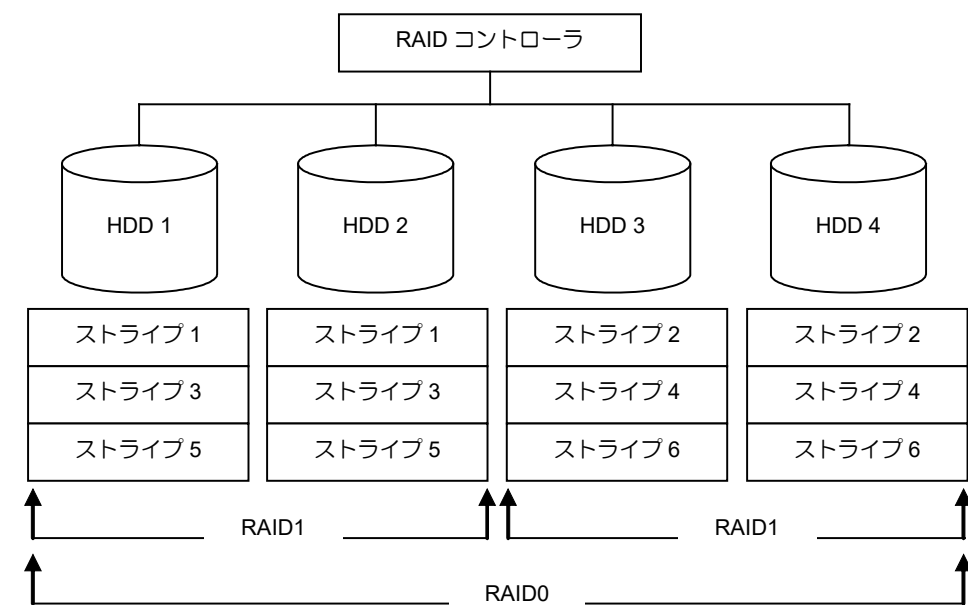 RAID コントローラ
HDD 1
HDD 2
HDD 3
HDD 4
ストライプ 1
ストライプ 1
ストライプ 2
ストライプ 2
ストライプ 3
ストライプ 3
ストライプ 4
ストライプ 4
ストライプ 5
ストライプ 5
ストライプ 6
ストライプ 6
RAID1
RAID1
RAID0